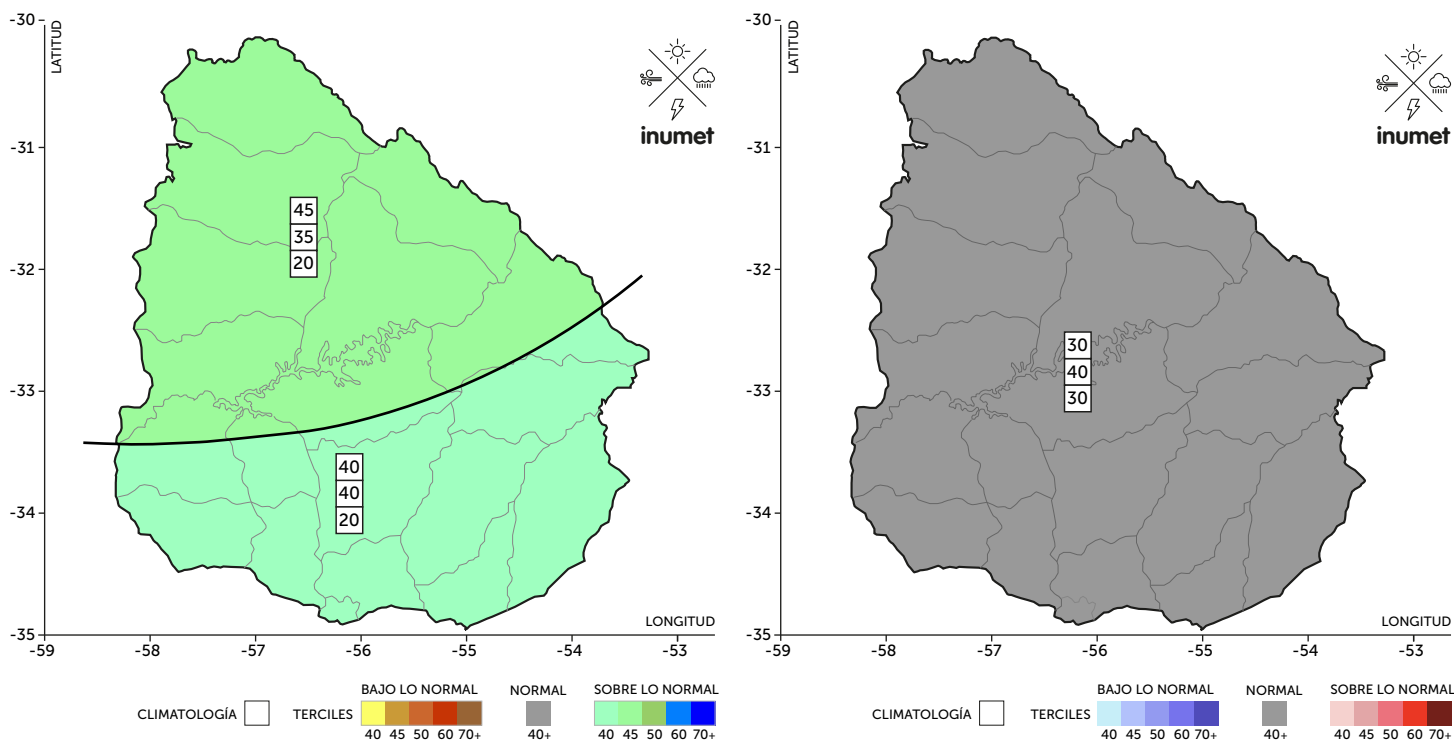 -30
LATITUD
inumet
-31
45
35
20
-32
-33
40
40
20
-34
LONGITUD
-35
-59 -58 -57 -56 -55 -54 -53
CLIMATOLOGÍA TERCILES
BAJO LO NORMAL NORMAL SOBRE LO NORMAL
40 45 50 60 70+ 40+ 40 45 50 60 70+
-30
LATITUD
inumet
-31
-32
30
40
30
-33
-34
LONGITUD
-35
-59 -58 -57 -56 -55 -54 -53
CLIMATOLOGÍA TERCILES
BAJO LO NORMAL NORMAL SOBRE LO NORMAL
40 45 50 60 70+ 40+ 40 45 50 60 70+